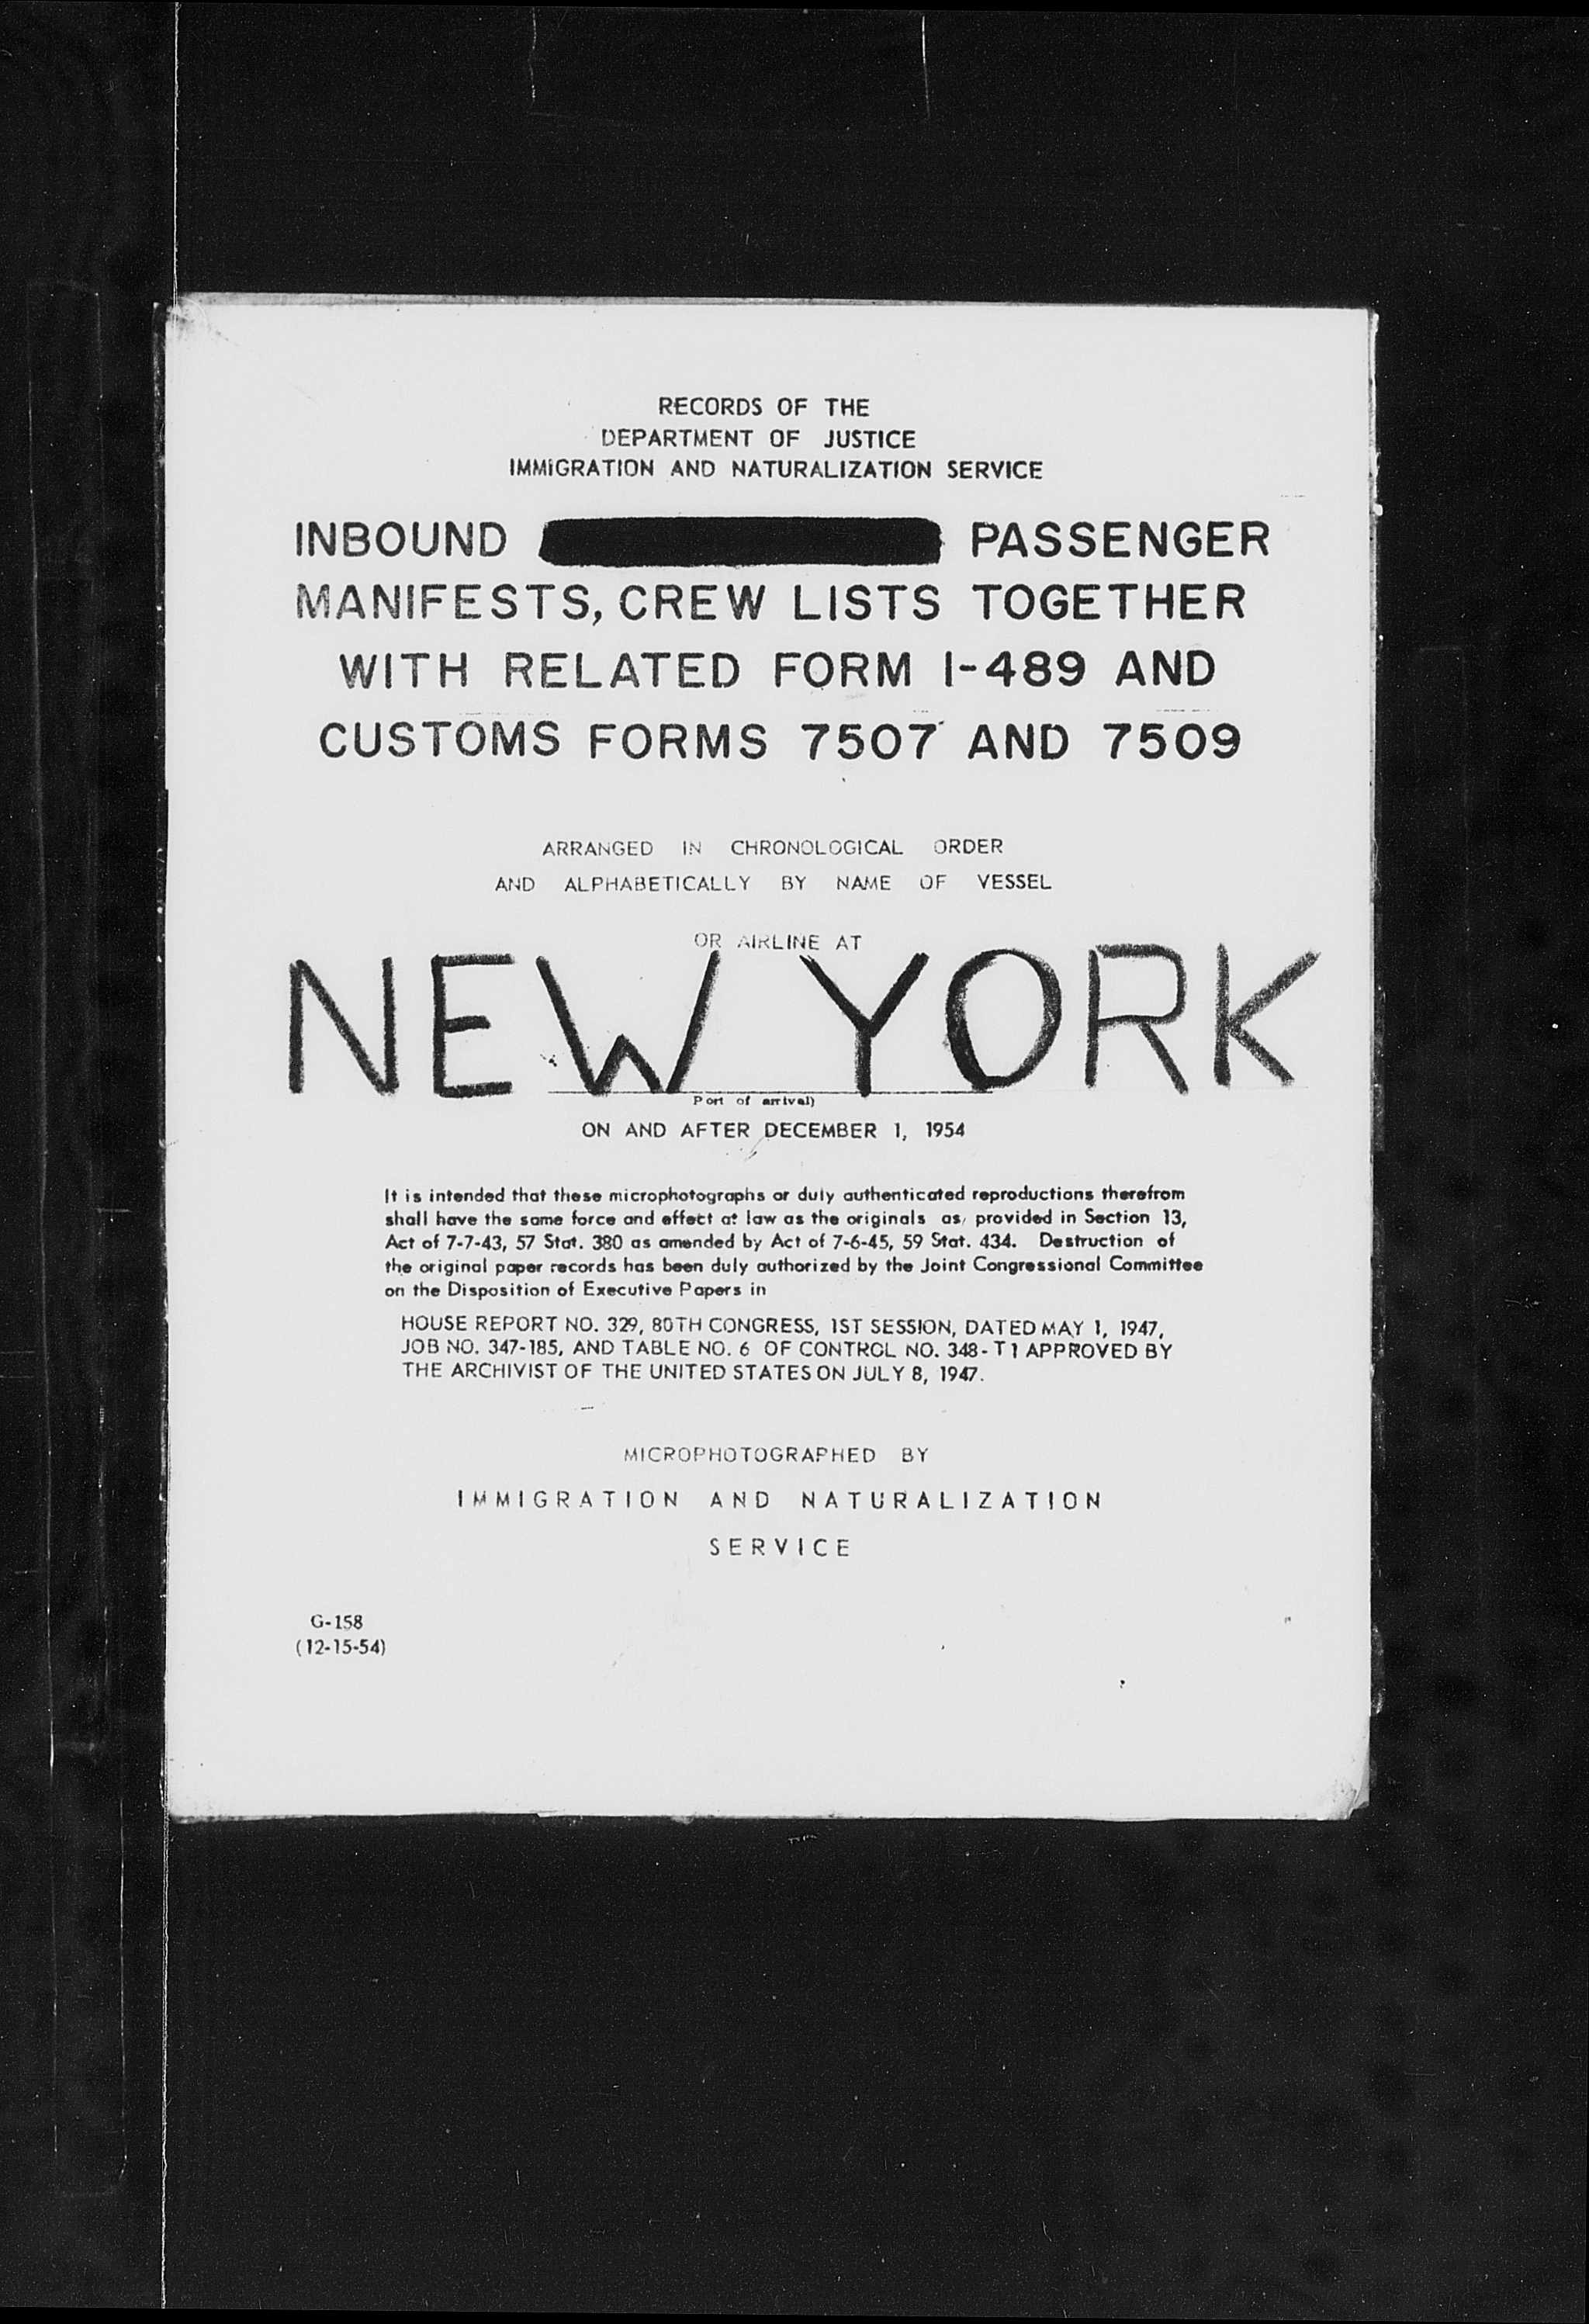 RECORDS OF THE
DEPARTMENT OF JUSTICE
IMMIGRATION AND NATURALIZATION SERVICE
INBOUND PASSENGER
MANIFESTS, CREW LISTS TOGETHER
WITH RELATED FORM I-489 AND
CUSTOMS FORMS 7507 AND 7509
ARRANGED IN CHRONOLOGICAL ORDER
AND ALPHABETICALLY BY NAME OF VESSEL
OR AIRLINE AT
NEW YORK
Port of arrival)
ON AND AFTER DECEMBER 1, 1954
It is intended that these microphotographs or duly authenticated reproductions therefrom
shall have the same force and effect at law as the originals as, provided in Section 13,
Act of 7-7-43, 57 Stat. 380 as amended by Act of 7-6-45, 59 Stat. 434. Destruction of
the original paper records has been duly authorized by the Joint Congressional Committee
on the Disposition of Executive Papers in
HOUSE REPORT NO. 329, 80TH CONGRESS, 1ST SESSION, DATED MAY 1, 1947,
JOB NO. 347-185, AND TABLE NO. 6 OF CONTROL NO. 348-T1 APPROVED BY
THE ARCHIVIST OF THE UNITED STATES ON JULY 8, 1947.
MICROPHOTOGRAPHED BY
IMMIGRATION AND NATURALIZATION
SERVICE
G-158
(12-15-54)